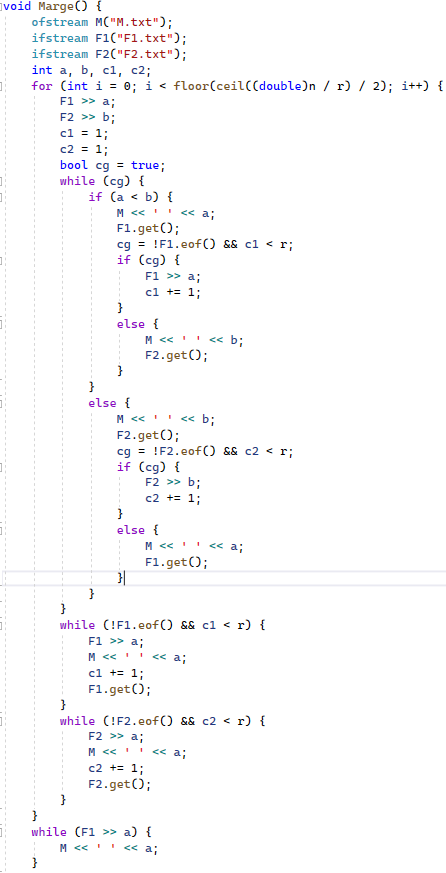 void Marge() {
    ofstream M("M.txt");
    ifstream F1("F1.txt");
    ifstream F2("F2.txt");
    int a, b, c1, c2;
    for (int i = 0; i < floor(ceil((double)n / r) / 2); i++) {
        F1 >> a;
        F2 >> b;
        c1 = 1;
        c2 = 1;
        bool cg = true;
        while (cg) {
            if (a < b) {
                M << ' ' << a;
                F1.get();
                cg = !F1.eof() && c1 < r;
                if (cg) {
                    F1 >> a;
                    c1 += 1;
                }
                else {
                    M << ' ' << b;
                    F2.get();
                }
            }
            else {
                M << ' ' << b;
                F2.get();
                cg = !F2.eof() && c2 < r;
                if (cg) {
                    F2 >> b;
                    c2 += 1;
                }
                else {
                    M << ' ' << a;
                    F1.get();
                }
            }
        }
        while (!F1.eof() && c1 < r) {
            F1 >> a;
            M << ' ' << a;
            c1 += 1;
            F1.get();
        }
        while (!F2.eof() && c2 < r) {
            F2 >> a;
            M << ' ' << a;
            c2 += 1;
            F2.get();
        }
    }
    while (F1 >> a) {
        M << ' ' << a;
    }